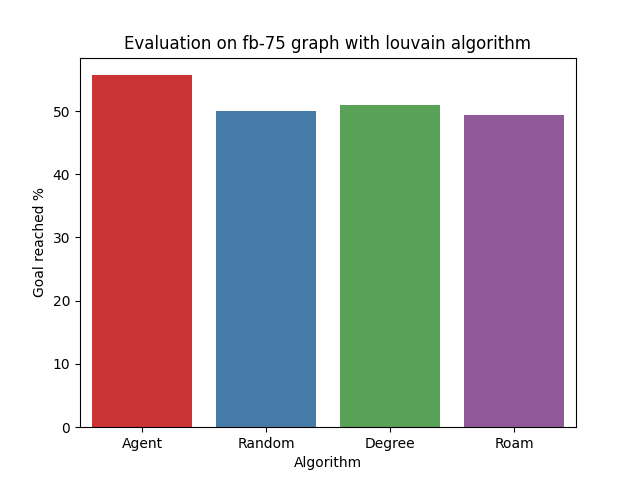 Evaluation on fb-75 graph with louvain algorithm
Goal reached %
50
40
30
20
10
0
Agent
Random
Degree
Roam
Algorithm